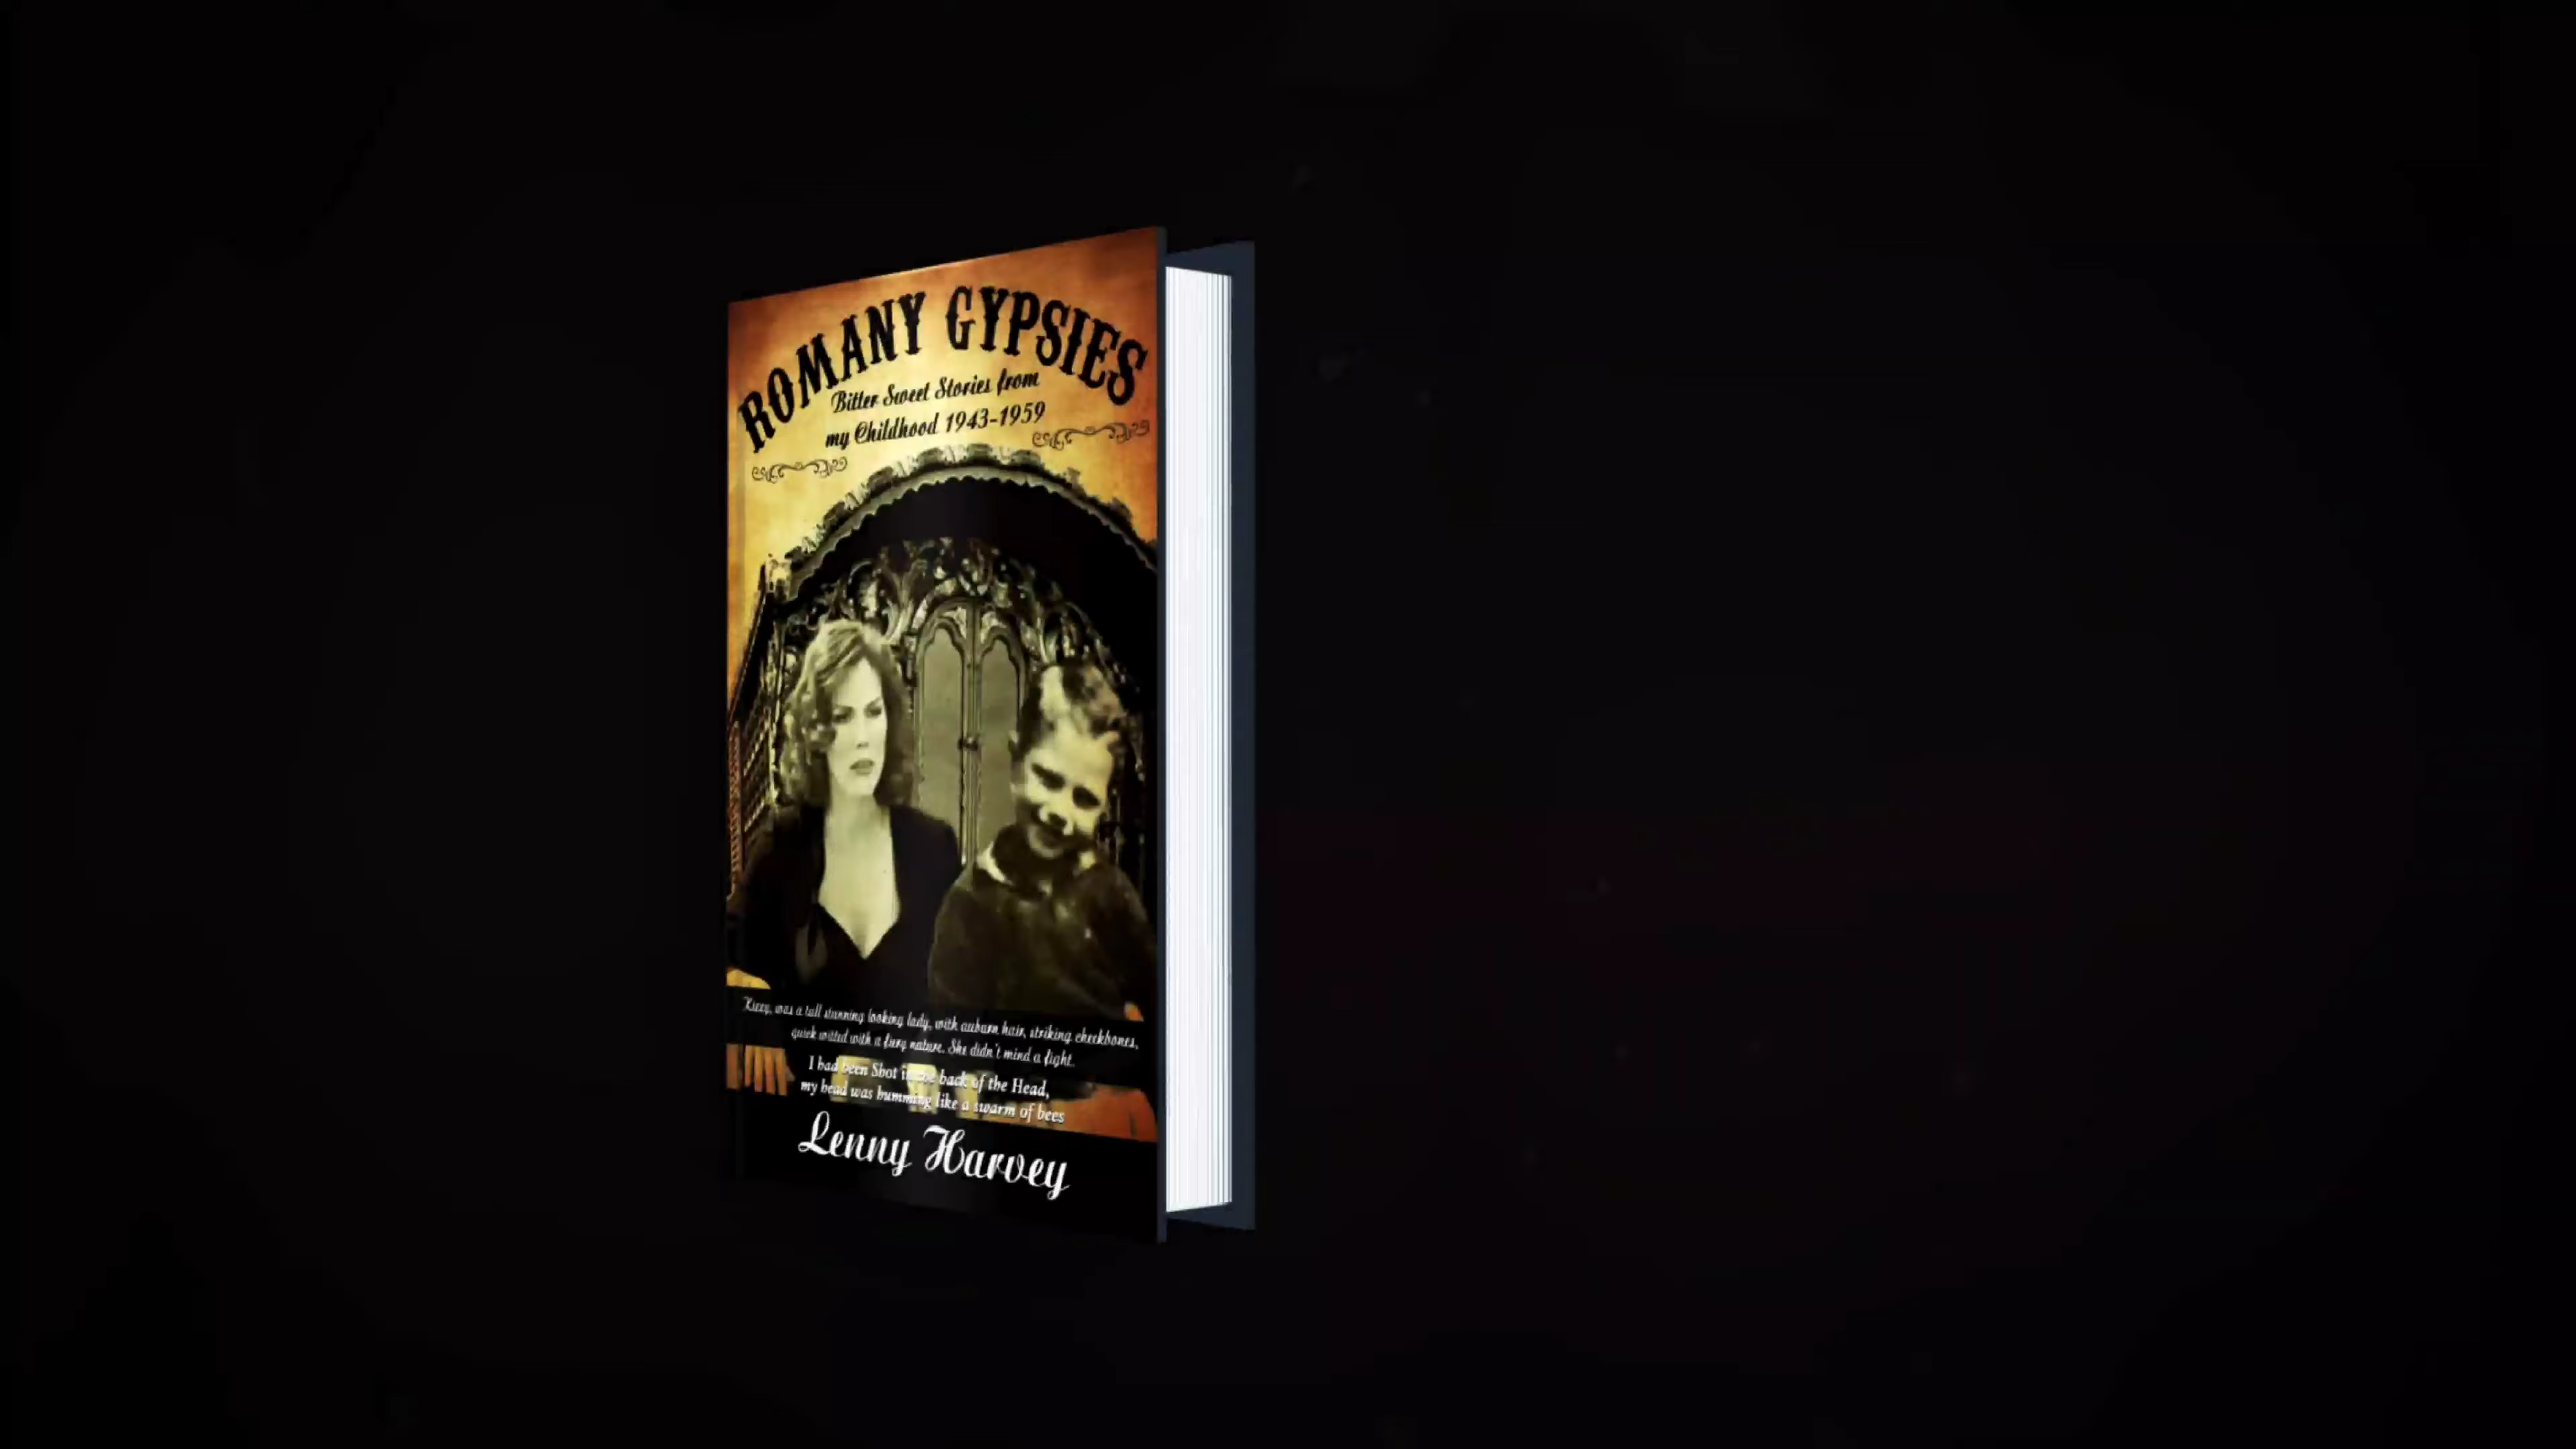 ROMANY GYPSIES
Bitter Sweet Stories from
my Childhood 1943-1959
Kizzy, was a tall stunning looking lady, with auburn hair, striking cheekbones,
quick witted with a fiery nature. She didn't mind a fight.
I had been Shot in the back of the Head,
my head was humming like a swarm of bees
Lenny Harvey